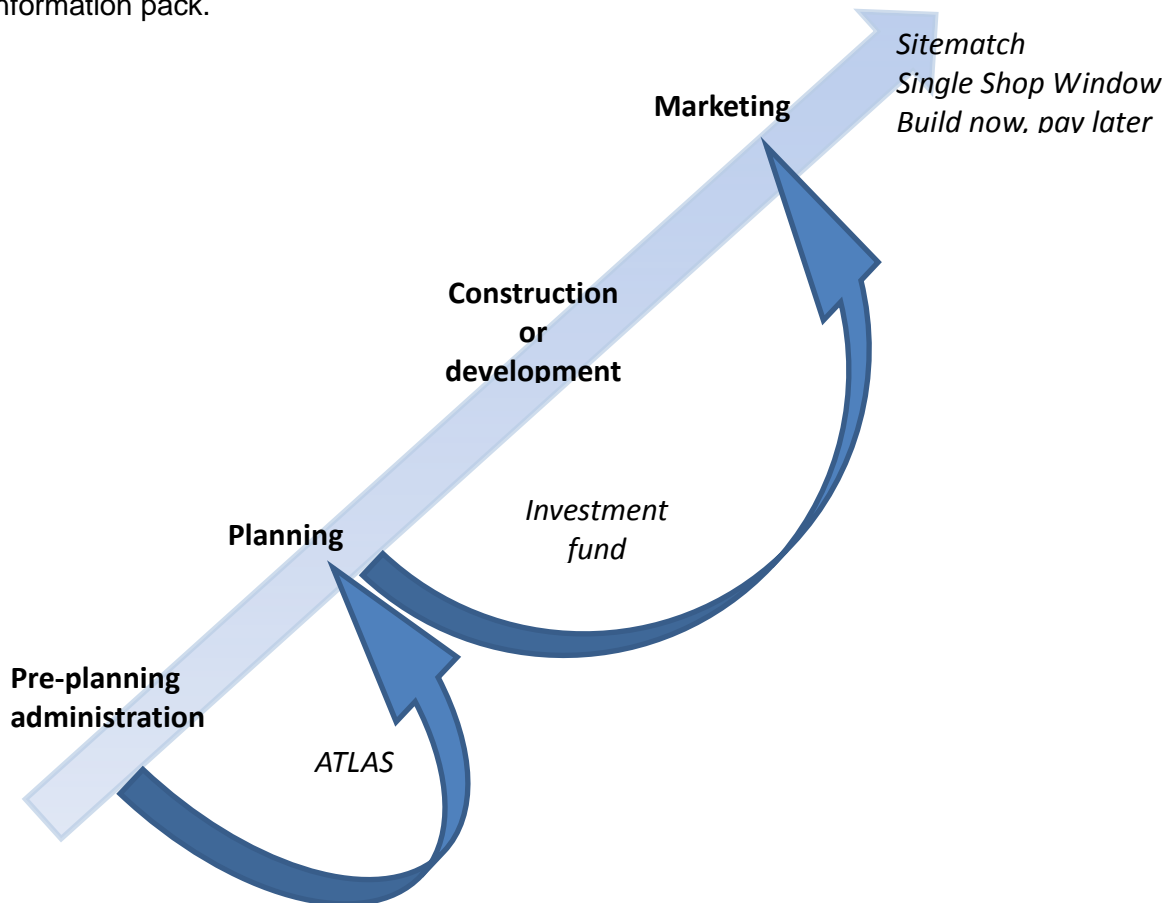 nformation pack.
Sitematch
Single Shop Window
Build now, pay later
Marketing
Construction
or
development
Investment
fund
Planning
Pre-planning
administration
ATLAS